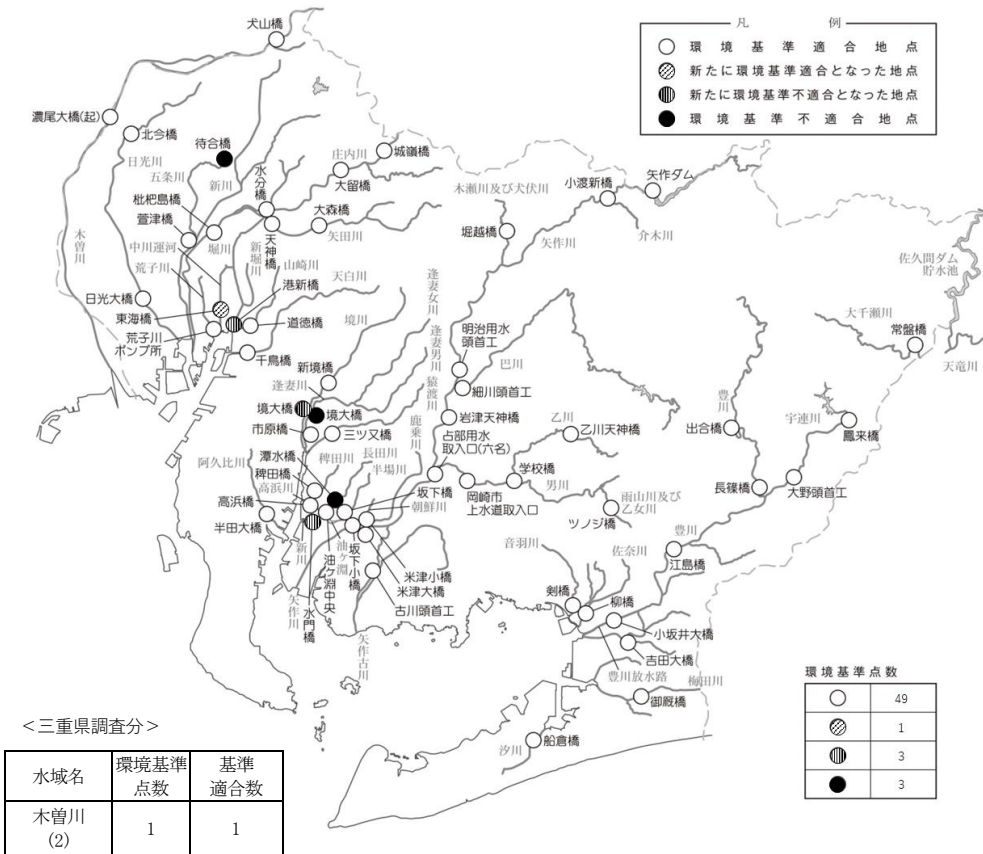 凡 例
環境基準適合地点
新たに環境基準適合となった地点
新たに環境基準不適合となった地点
環境基準不適合地点
犬山橋
濃尾大橋(起)
北今橋
待合橋
日光川
五条川
新川
庄内川
城嶺橋
大留橋
水分橋
枇杷島橋
萱津橋
堀川
天神橋
大森橋
矢田川
木曽川
中川運河
荒子川
新堀川
山崎川
天白川
港新橋
日光大橋
東海橋
荒子川
ポンプ所
道徳橋
千鳥橋
木瀬川及び犬伏川
堀越橋
小渡新橋
矢作ダム
矢作川
介木川
佐久間ダム
貯水池
大千瀬川
常盤橋
天竜川
境川
逢妻女川
逢妻男川
猿渡川
新境橋
逢妻川
境大橋
境大橋
市原橋
三ツ又橋
明治用水
頭首工
巴川
細川頭首工
岩津天神橋
占部用水
取入口(六名)
鹿乗川
長田川
半場川
稗田川
潭水橋
稗田橋
高浜川
高浜橋
阿久比川
半田大橋
坂下橋
朝鮮川
岡崎市
上水道取入口
学校橋
乙川
乙川天神橋
男川
雨山川及び
乙女川
ツノジ橋
豊川
出合橋
宇連川
鳳来橋
長篠橋
大野頭首工
豊川
江島橋
音羽川
佐奈川
新川
油ヶ淵
油ヶ淵中央
坂下小橋
米津小橋
米津大橋
古川頭首工
矢作川
水門橋
矢作古川
剣橋
柳橋
小坂井大橋
吉田大橋
豊川放水路
梅田川
御厩橋
船倉橋
汐川
環境基準点数
49
1
3
3
<三重県調査分>
水域名 環境基準点数 基準適合数
木曽川(2) 1 1